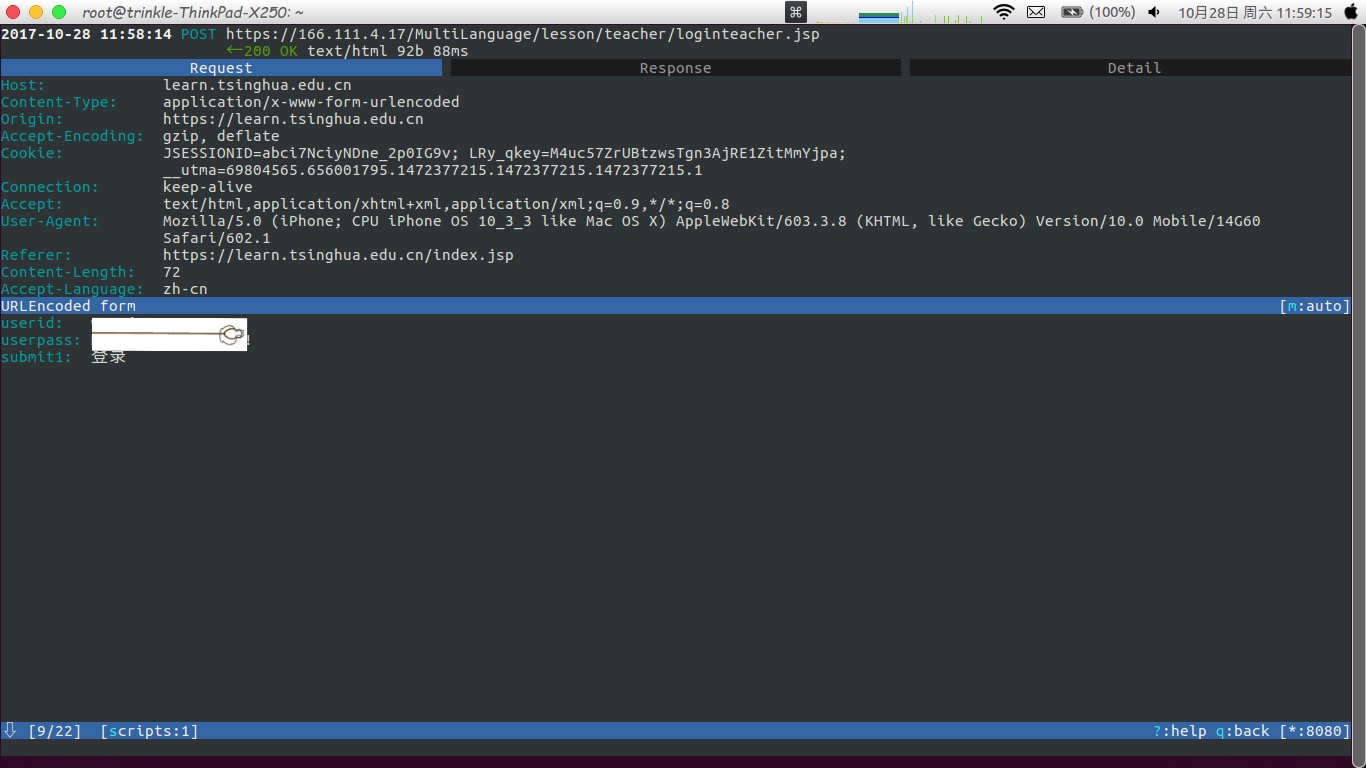 root@trinkle-ThinkPad-X250: ~
⌘ (100%) 10月28日 周六 11:59:15
2017-10-28 11:58:14 POST https://166.111.4.17/MultiLanguage/lesson/teacher/loginteacher.jsp
←200 OK text/html 92b 88ms
Request Response Detail
Host: learn.tsinghua.edu.cn
Content-Type: application/x-www-form-urlencoded
Origin: https://learn.tsinghua.edu.cn
Accept-Encoding: gzip, deflate
Cookie: JSESSIONID=abci7NciyNDne_2p0IG9v; LRy_qkey=M4uc57ZrUBtzwsTgn3AjRE1ZitMmYjpa;
__utma=69804565.656001795.1472377215.1472377215.1472377215.1
Connection: keep-alive
Accept: text/html,application/xhtml+xml,application/xml;q=0.9,*/*;q=0.8
User-Agent: Mozilla/5.0 (iPhone; CPU iPhone OS 10_3_3 like Mac OS X) AppleWebKit/603.3.8 (KHTML, like Gecko) Version/10.0 Mobile/14G60
Safari/602.1
Referer: https://learn.tsinghua.edu.cn/index.jsp
Content-Length: 72
Accept-Language: zh-cn
URLEncoded form [m:auto]
userid:
userpass:
submit1: 登录
⇩ [9/22] [scripts:1] ?:help q:back [*:8080]